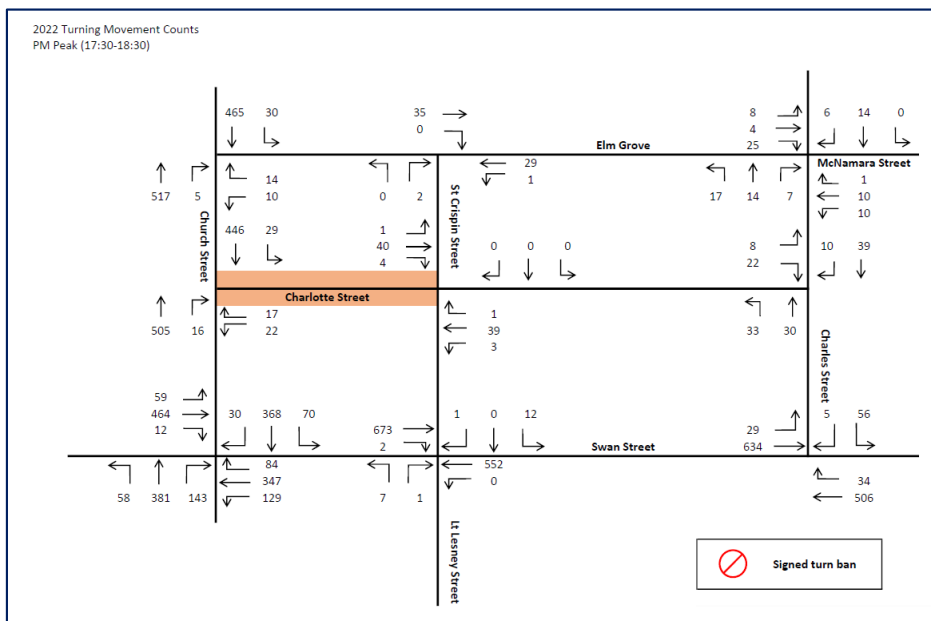 2022 Turning Movement Counts
PM Peak (17:30-18:30)
465 30 35 8 6 14 0
0 4
25
Elm Grove
McNamara Street
517 5 14 0 2 29 17 14 7 1
10 1 10
10
Church Street
St Crispin Street
446 29 1 0 0 0 8 10 39
40 22
4
Charlotte Street
505 16 17 1 33 30
22 39
3
Charles Street
59
464 30 368 70 673 1 0 12 29 5 56
12 2 634
Swan Street
58 381 143 84 7 1 552 34
347 0 506
129
Lt Lesney Street
Signed turn ban